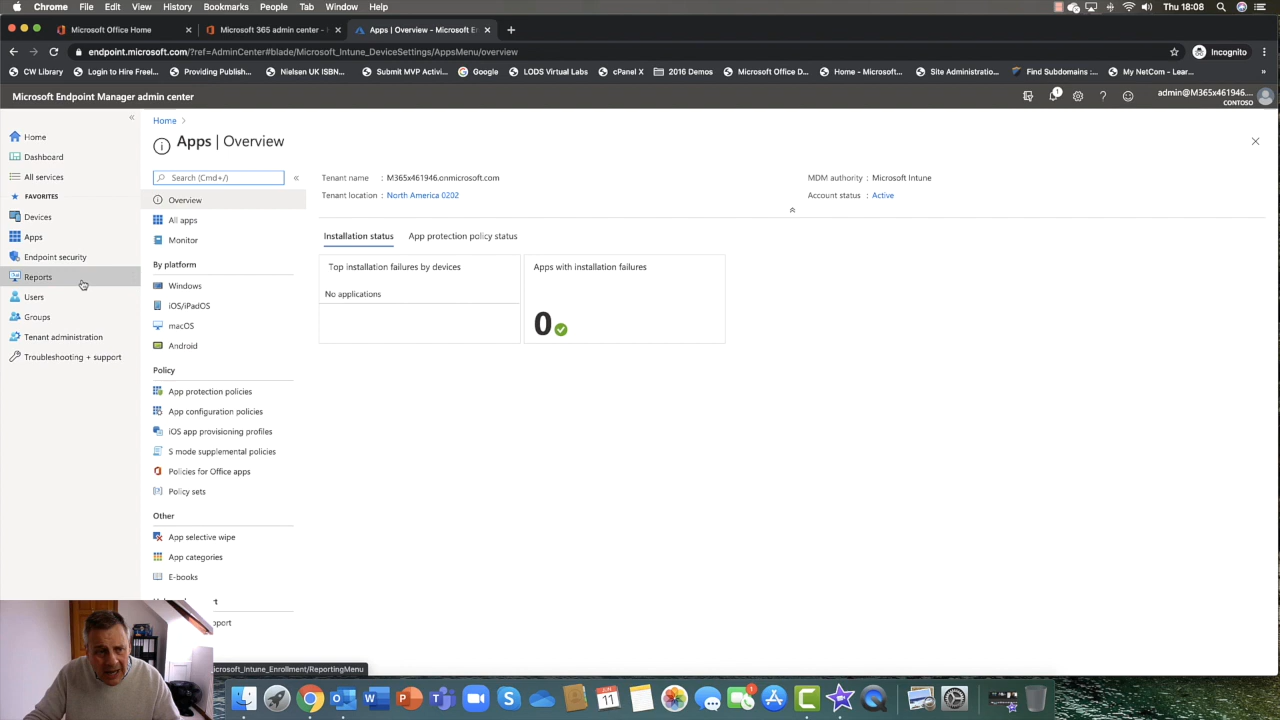 Chrome File Edit View History Bookmarks People Tab Window Help
Mon 11 Jan 18:08
Microsoft Office Home
Microsoft 365 admin center -
Apps | Overview - Microsoft E
endpoint.microsoft.com/?ref=AdminCenter#blade/Microsoft_Intune_DeviceSettings/AppsMenu/overview
Incognito
CW Library
Login to Hire Freel...
Providing Publish...
Nielsen UK ISBN...
Submit MVP Activi...
Google
LODS Virtual Labs
cPanel X
2016 Demos
Microsoft Office D...
Home - Microsoft...
Site Administratio...
Find Subdomains :...
My NetCom - Lear...
Microsoft Endpoint Manager admin center
1
admin@M365x461946....
CONTOSO
Home
Dashboard
All services
FAVORITES
Devices
Apps
Endpoint security
Reports
Users
Groups
Tenant administration
Troubleshooting + support
Home >
Apps | Overview
Search (Cmd+/)
Overview
All apps
Monitor
By platform
Windows
iOS/iPadOS
macOS
Android
Policy
App protection policies
App configuration policies
iOS app provisioning profiles
S mode supplemental policies
Policies for Office apps
Policy sets
Other
App selective wipe
App categories
E-books
Tenant name : M365x461946.onmicrosoft.com
Tenant location : North America 0202
MDM authority : Microsoft Intune
Account status : Active
Installation status
App protection policy status
Top installation failures by devices
No applications
Apps with installation failures
0
icrosoft_Intune_Enrollment/ReportingMenu